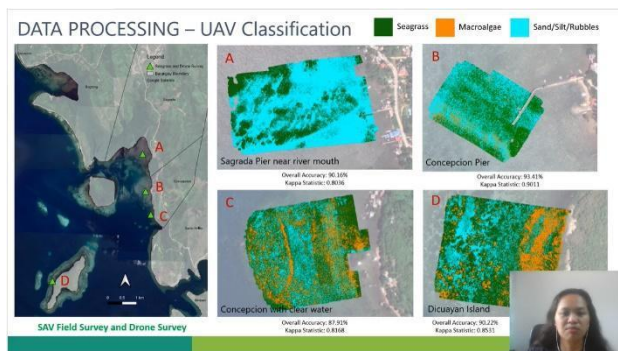 DATA PROCESSING – UAV Classification
Seagrass
Macroalgae
Sand/Silt/Rubbles
Legend
A
B
C
D
A
Sagrada Pier near river mouth
Overall Accuracy: 90.16%
Kappa Statistic: 0.8036
B
Concepcion Pier
Overall Accuracy: 93.41%
Kappa Statistic: 0.9011
C
Concepcion with clear water
Overall Accuracy: 87.91%
Kappa Statistic: 0.8168
D
Dicuayan Island
Overall Accuracy: 90.22%
Kappa Statistic: 0.8531
SAV Field Survey and Drone Survey